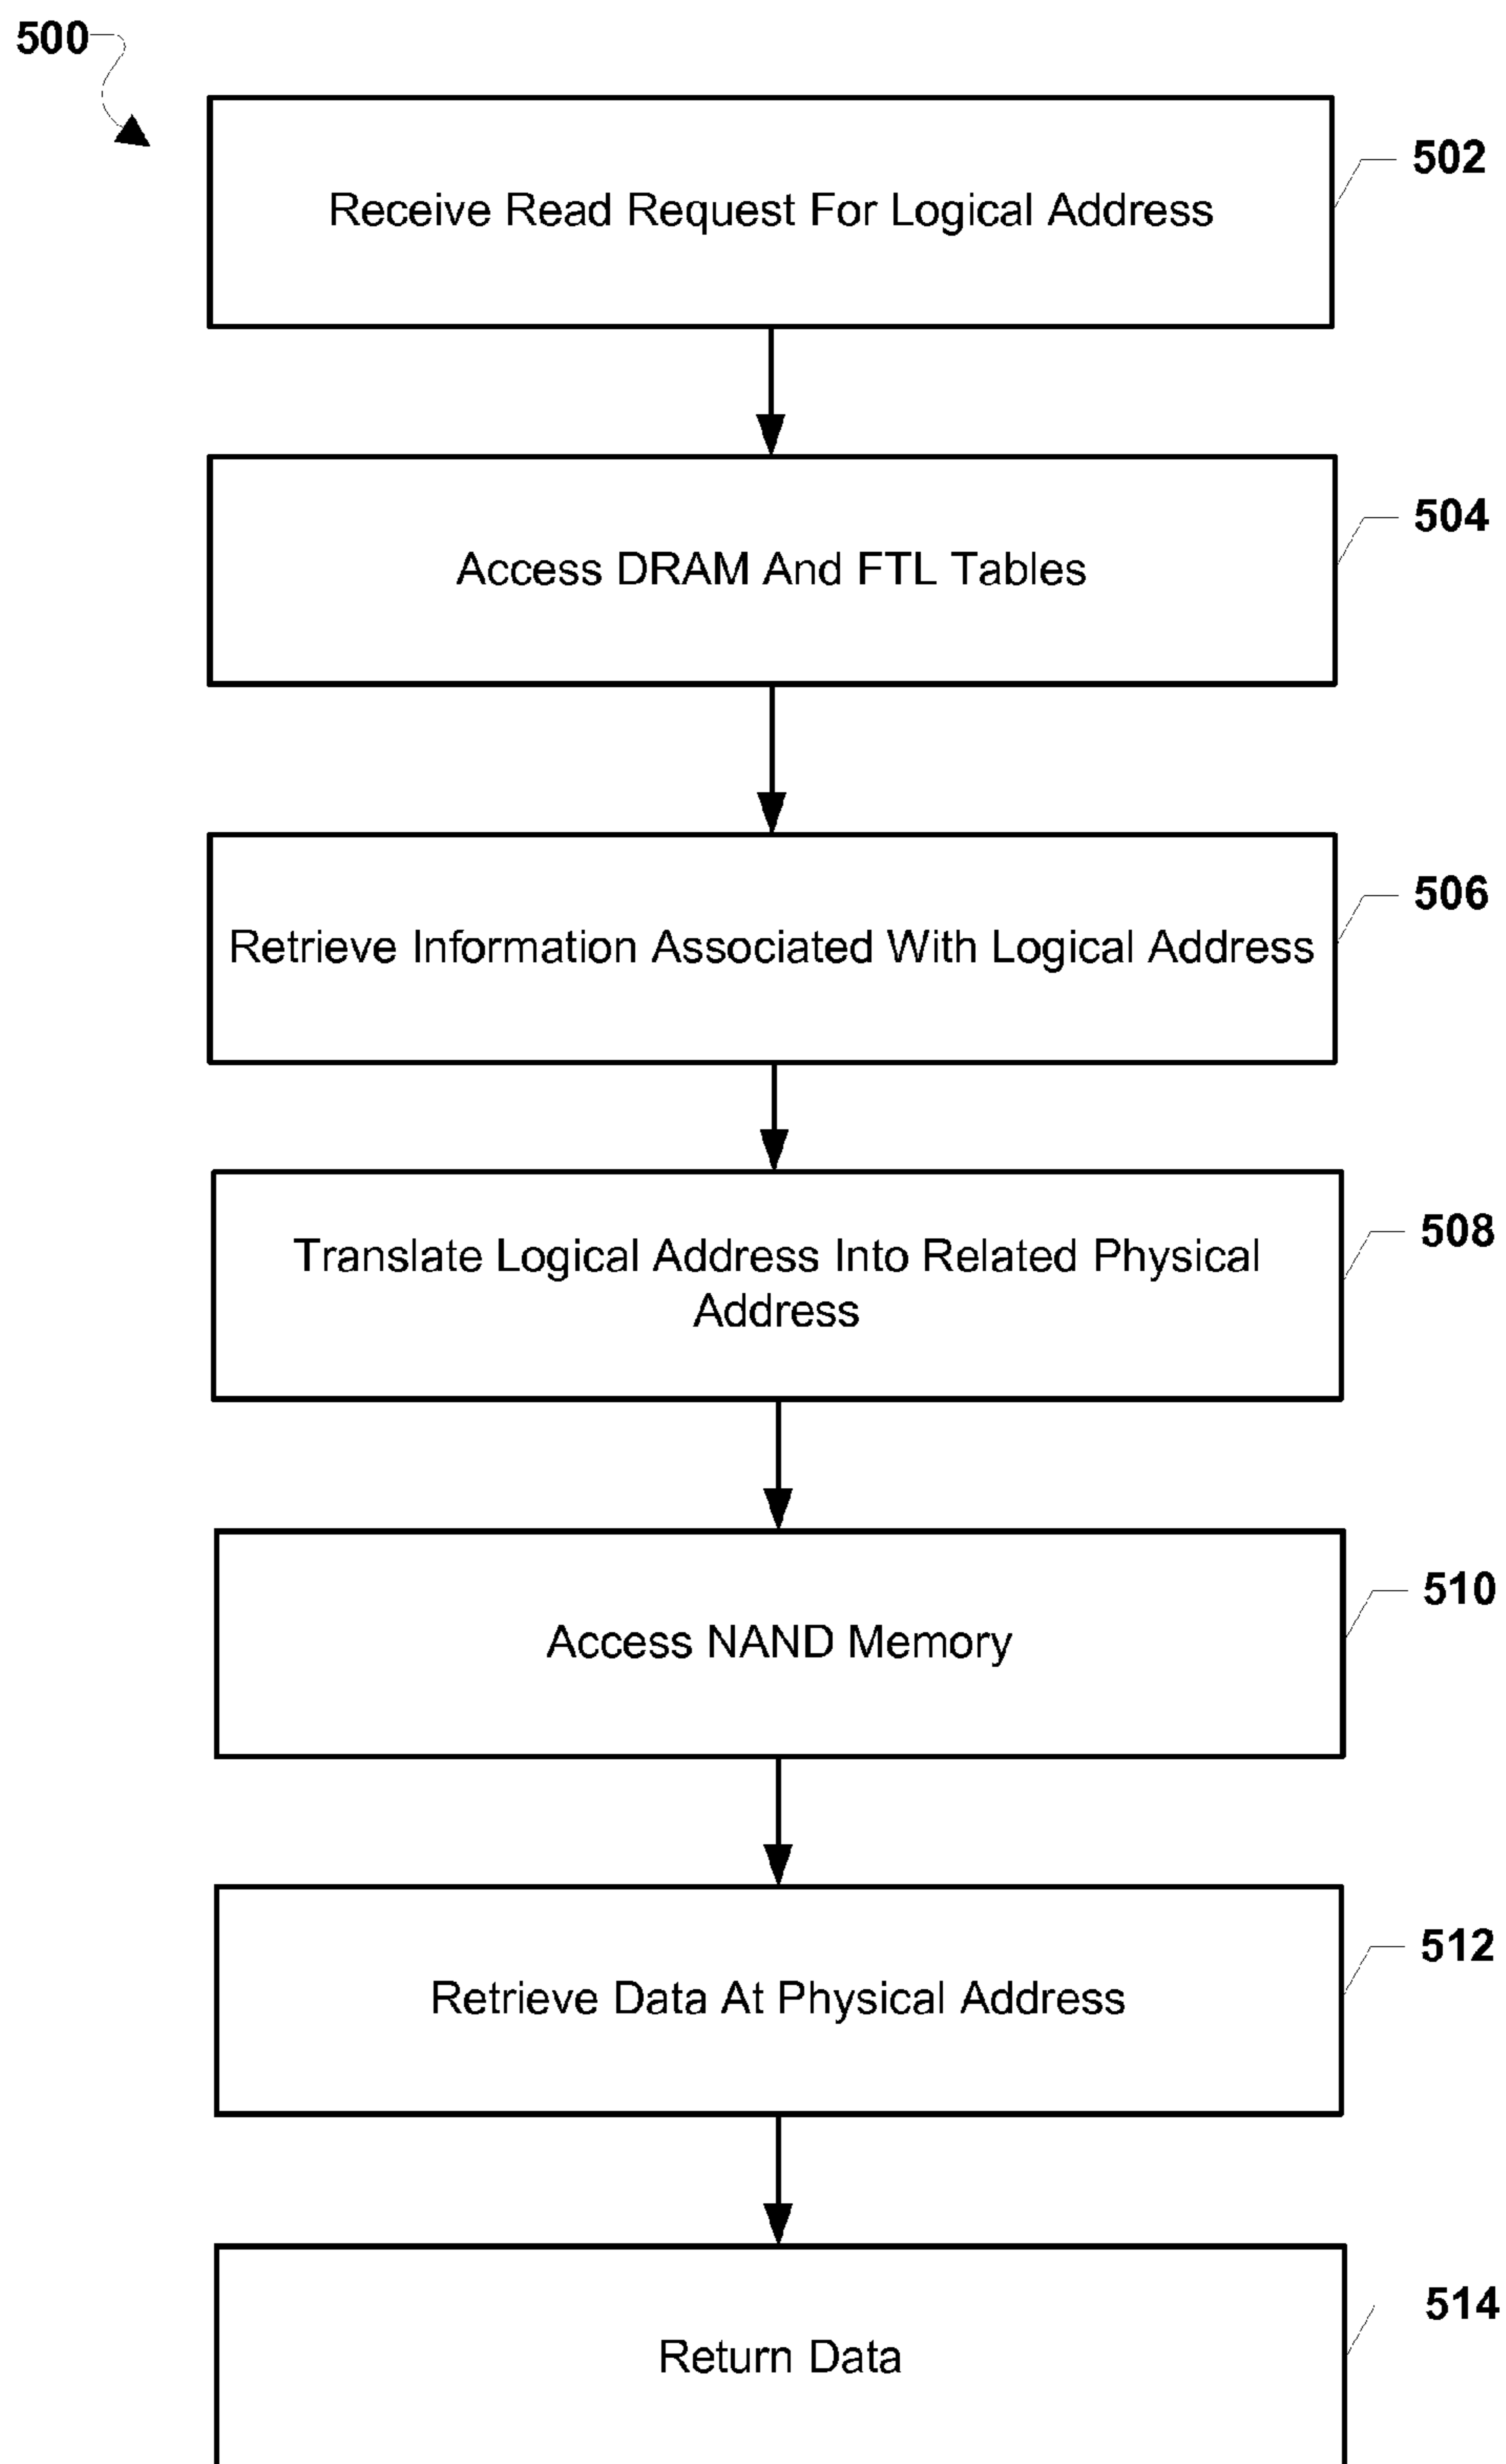 500
Receive Read Request For Logical Address
502
Access DRAM And FTL Tables
504
Retrieve Information Associated With Logical Address
506
Translate Logical Address Into Related Physical
Address
508
Access NAND Memory
510
Retrieve Data At Physical Address
512
Return Data
514